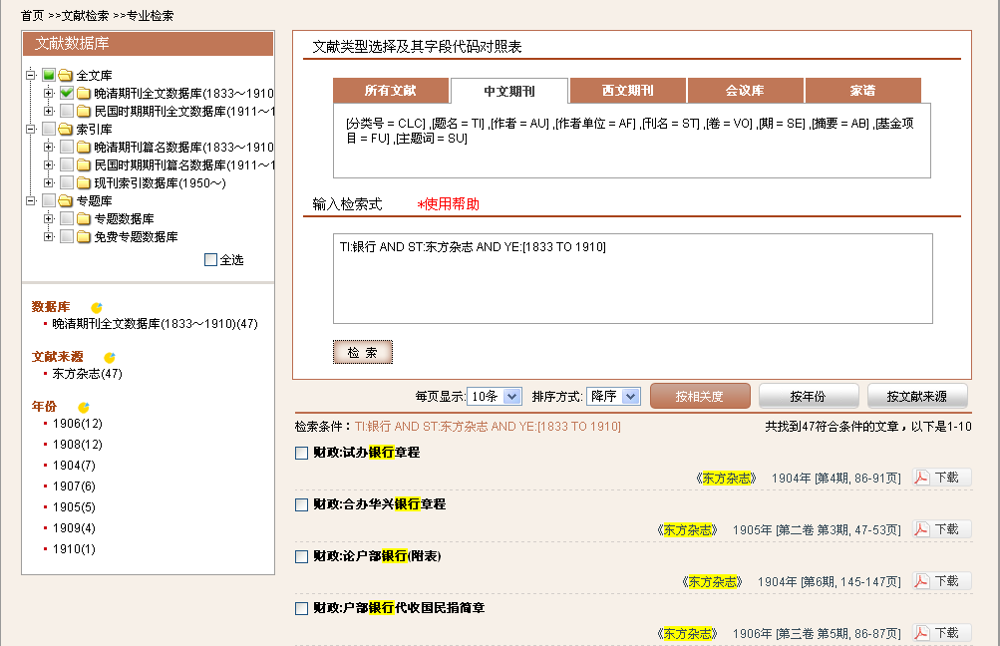 首页 >>文献检索 >>专业检索
文献数据库
全文库
晚清期刊全文数据库(1833～1910
民国时期期刊全文数据库(1911～1
索引库
晚清期刊篇名数据库(1833～1910
民国时期期刊篇名数据库(1911～1
现刊索引数据库(1950～)
专题库
专题数据库
免费专题数据库
全选
数据库
晚清期刊全文数据库(1833～1910)(47)
文献来源
东方杂志(47)
年份
1906(12)
1908(12)
1904(7)
1907(6)
1905(5)
1909(4)
1910(1)
文献类型选择及其字段代码对照表
所有文献 中文期刊 西文期刊 会议库 家谱
[分类号 = CLC] ,[题名 = TI] ,[作者 = AU] ,[作者单位 = AF] ,[刊名 = ST] ,[卷 = VO] ,[期 = SE] ,[摘要 = AB] ,[基金项
目 = FU] ,[主题词 = SU]
输入检索式 *使用帮助
TI:银行 AND ST:东方杂志 AND YE:[1833 TO 1910]
检 索
每页显示: 10条 排序方式: 降序 按相关度 按年份 按文献来源
检索条件：TI:银行 AND ST:东方杂志 AND YE:[1833 TO 1910] 共找到47符合条件的文章，以下是1-10
财政:试办银行章程
《东方杂志》 1904年 [第4期, 86-91页] 下载
财政:合办华兴银行章程
《东方杂志》 1905年 [第二卷 第3期, 47-53页] 下载
财政:论户部银行(附表)
《东方杂志》 1904年 [第6期, 145-147页] 下载
财政:户部银行代收国民捐简章
《东方杂志》 1906年 [第三卷 第5期, 86-87页] 下载